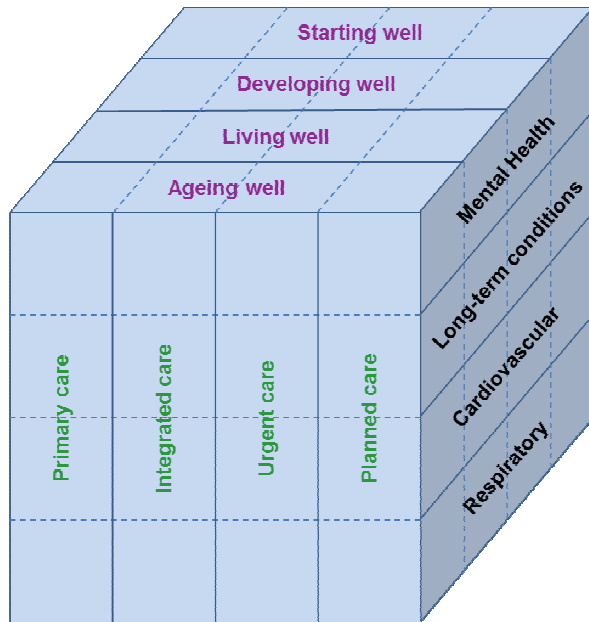 Starting well
Developing well
Living well
Ageing well
Mental Health
Long-term conditions
Cardiovascular
Respiratory
Primary care
Integrated care
Urgent care
Planned care